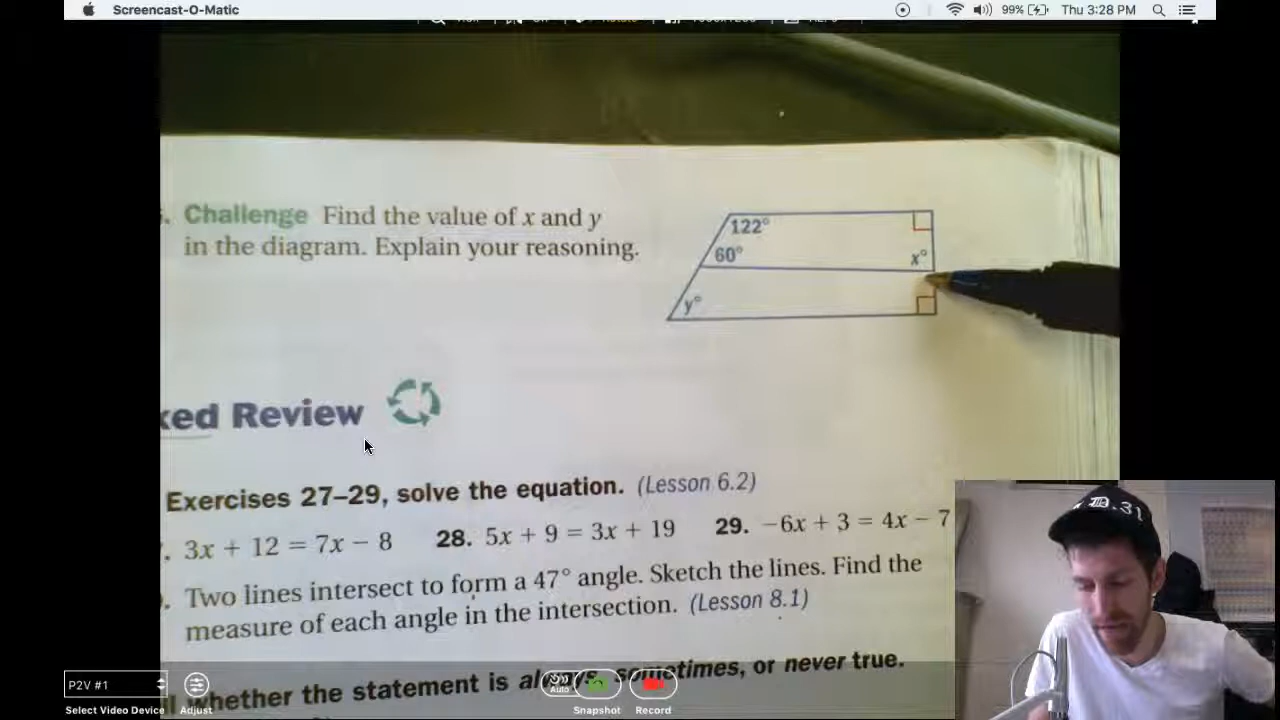 Screencast-O-Matic
99%
Thu 3:28 PM
Challenge Find the value of x and y
in the diagram. Explain your reasoning.
122°
60°
x°
y°
ked Review
Exercises 27–29, solve the equation. (Lesson 6.2)
. 3x + 12 = 7x − 8
28. 5x + 9 = 3x + 19
29. −6x + 3 = 4x − 7
. Two lines intersect to form a 47° angle. Sketch the lines. Find the
measure of each angle in the intersection. (Lesson 8.1)
whether the statement is always, sometimes, or never true.
D.31
P2V #1
Auto
Select Video Device
Adjust
Snapshot
Record